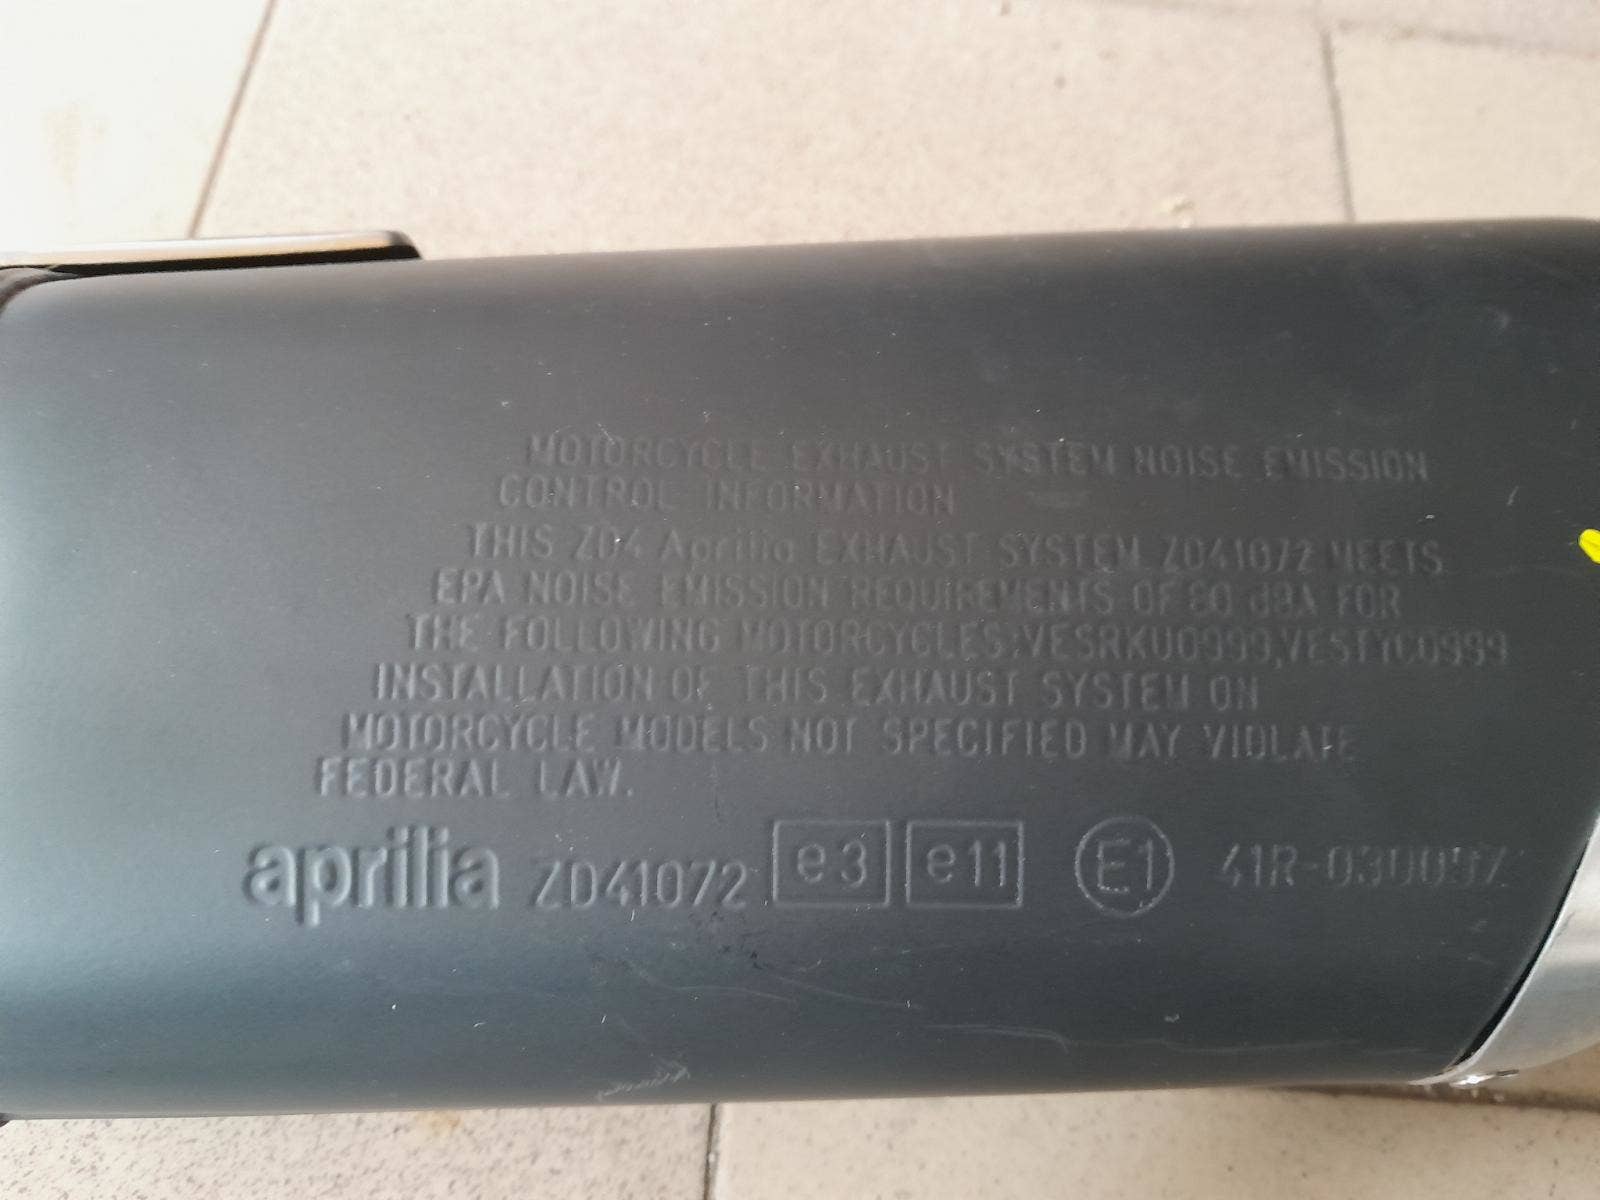 MOTORCYCLE EXHAUST SYSTEM NOISE EMISSION
CONTROL INFORMATION
THIS ZD4 Aprilia EXHAUST SYSTEM ZD41072 MEETS
EPA NOISE EMISSION REQUIREMENTS OF 80 dBA FOR
THE FOLLOWING MOTORCYCLES:VESRKU0999,VESTYC0999
INSTALLATION OF THIS EXHAUST SYSTEM ON
MOTORCYCLE MODELS NOT SPECIFIED MAY VIOLATE
FEDERAL LAW.
aprilia ZD41072 e3 e11 E1